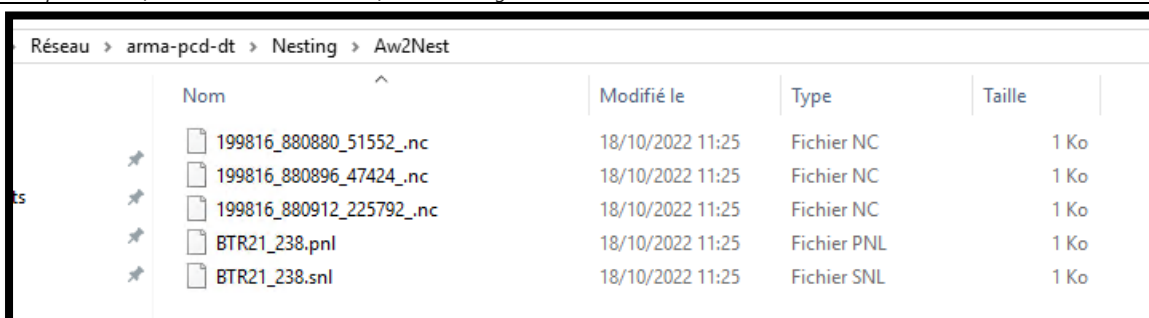 Réseau > arma-pcd-dt > Nesting > Aw2Nest
Nom Modifié le Type Taille
199816_880880_51552_.nc 18/10/2022 11:25 Fichier NC 1 Ko
199816_880896_47424_.nc 18/10/2022 11:25 Fichier NC 1 Ko
ts
199816_880912_225792_.nc 18/10/2022 11:25 Fichier NC 1 Ko
BTR21_238.pnl 18/10/2022 11:25 Fichier PNL 1 Ko
BTR21_238.snl 18/10/2022 11:25 Fichier SNL 1 Ko